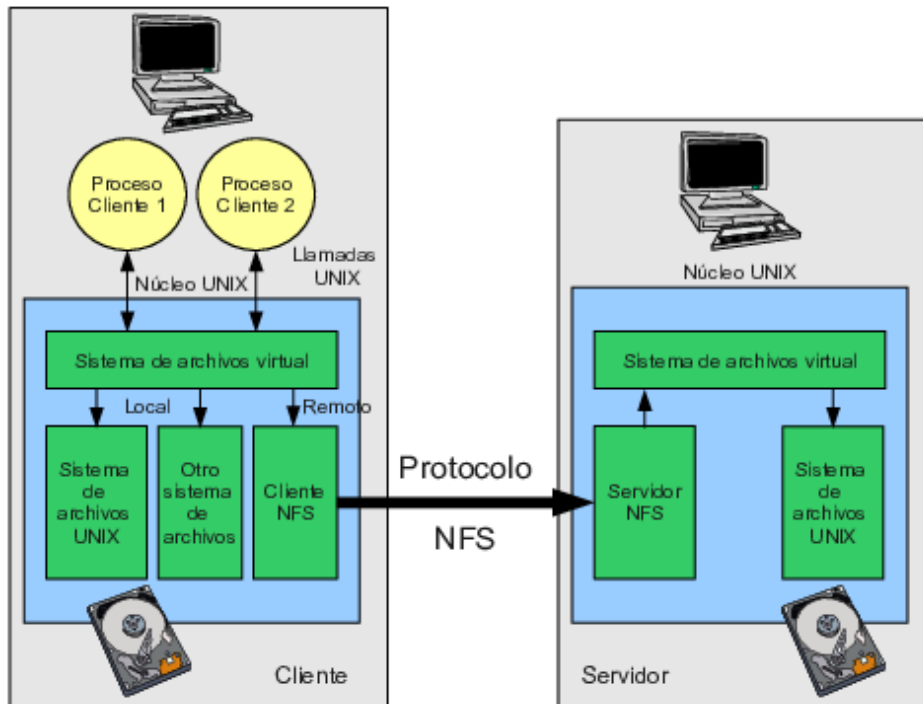 Proceso
Cliente 1
Proceso
Cliente 2
Llamadas
UNIX
Núcleo UNIX
Sistema de archivos virtual
Local
Remoto
Sistema
de
archivos
UNIX
Otro
sistema
de
archivos
Cliente
NFS
Cliente
Protocolo
NFS
Núcleo UNIX
Sistema de archivos virtual
Servidor
NFS
Sistema
de
archivos
UNIX
Servidor